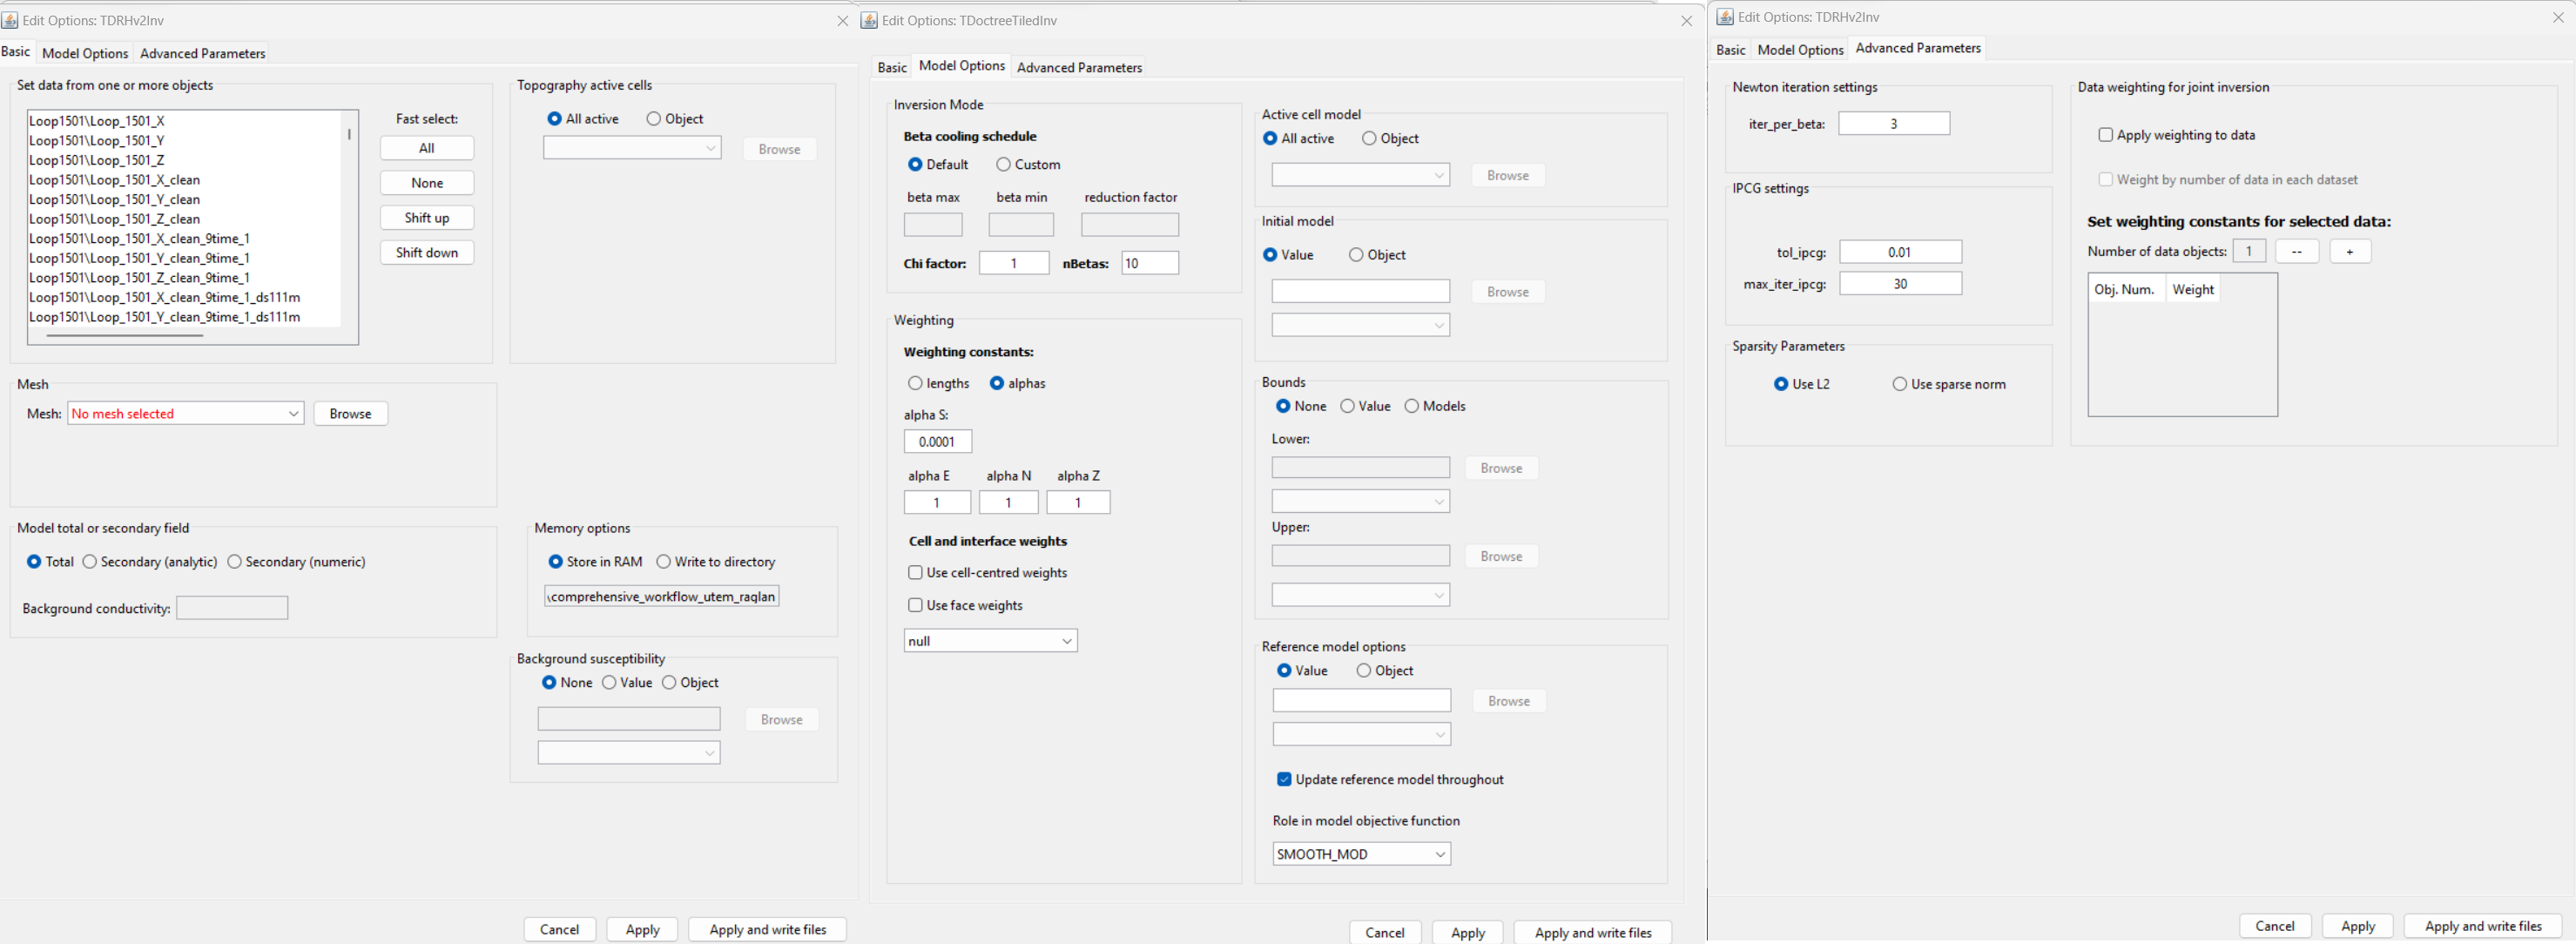 Edit Options: TDRHv2Inv
Basic Model Options Advanced Parameters
Set data from one or more objects
Loop1501\Loop_1501_X
Loop1501\Loop_1501_Y
Loop1501\Loop_1501_Z
Loop1501\Loop_1501_X_clean
Loop1501\Loop_1501_Y_clean
Loop1501\Loop_1501_Z_clean
Loop1501\Loop_1501_X_clean_9time_1
Loop1501\Loop_1501_Y_clean_9time_1
Loop1501\Loop_1501_Z_clean_9time_1
Loop1501\Loop_1501_X_clean_9time_1_ds111m
Loop1501\Loop_1501_Y_clean_9time_1_ds111m
Fast select:
All
None
Shift up
Shift down
Topography active cells
All active Object
Browse
Mesh
Mesh: No mesh selected Browse
Model total or secondary field
Total Secondary (analytic) Secondary (numeric)
Background conductivity:
Memory options
Store in RAM Write to directory
\comprehensive_workflow_utem_raglan
Background susceptibility
None Value Object
Browse
Cancel Apply Apply and write files
Edit Options: TDoctreeTiledInv
Basic Model Options Advanced Parameters
Inversion Mode
Beta cooling schedule
Default Custom
beta max beta min reduction factor
Chi factor: 1 nBetas: 10
Weighting
Weighting constants:
lengths alphas
alpha S:
0.0001
alpha E alpha N alpha Z
1 1 1
Cell and interface weights
Use cell-centred weights
Use face weights
null
Active cell model
All active Object
Browse
Initial model
Value Object
Browse
Bounds
None Value Models
Lower:
Browse
Upper:
Browse
Reference model options
Value Object
Browse
Update reference model throughout
Role in model objective function
SMOOTH_MOD
Cancel Apply Apply and write files
Edit Options: TDRHv2Inv
Basic Model Options Advanced Parameters
Newton iteration settings
iter_per_beta: 3
IPCG settings
tol_ipcg: 0.01
max_iter_ipcg: 30
Sparsity Parameters
Use L2 Use sparse norm
Data weighting for joint inversion
Apply weighting to data
Weight by number of data in each dataset
Set weighting constants for selected data:
Number of data objects: 1 -- +
Obj. Num. Weight
Cancel Apply Apply and write files